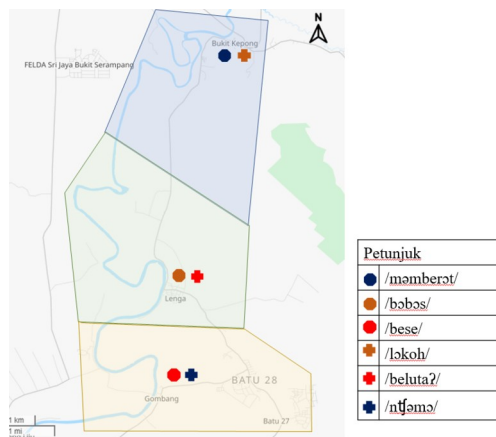 N
Bukit Kepong
FELDA Sri Jaya Bukit Serampang
Lenga
BATU 28
Gombang
Batu 27
1 km
1 mi
Petunjuk
/məmberɔt/
/bɔbɔs/
/bese/
/lɔkoh/
/belutaʔ/
/nʧəmɔ/